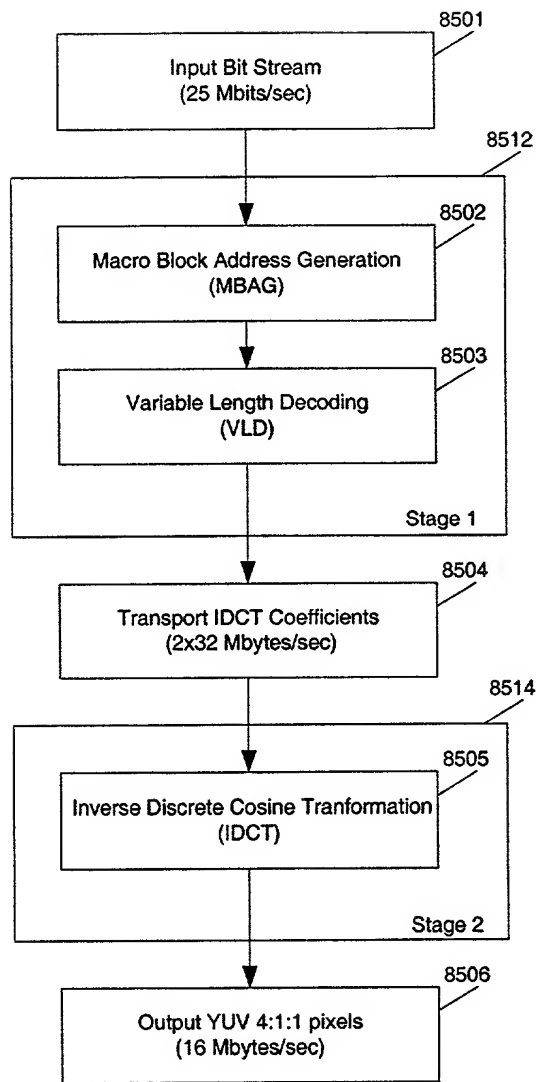 8501
Input Bit Stream
(25 Mbits/sec)
8512
8502
Macro Block Address Generation
(MBAG)
8503
Variable Length Decoding
(VLD)
Stage 1
8504
Transport IDCT Coefficients
(2x32 Mbytes/sec)
8514
8505
Inverse Discrete Cosine Tranformation
(IDCT)
Stage 2
8506
Output YUV 4:1:1 pixels
(16 Mbytes/sec)